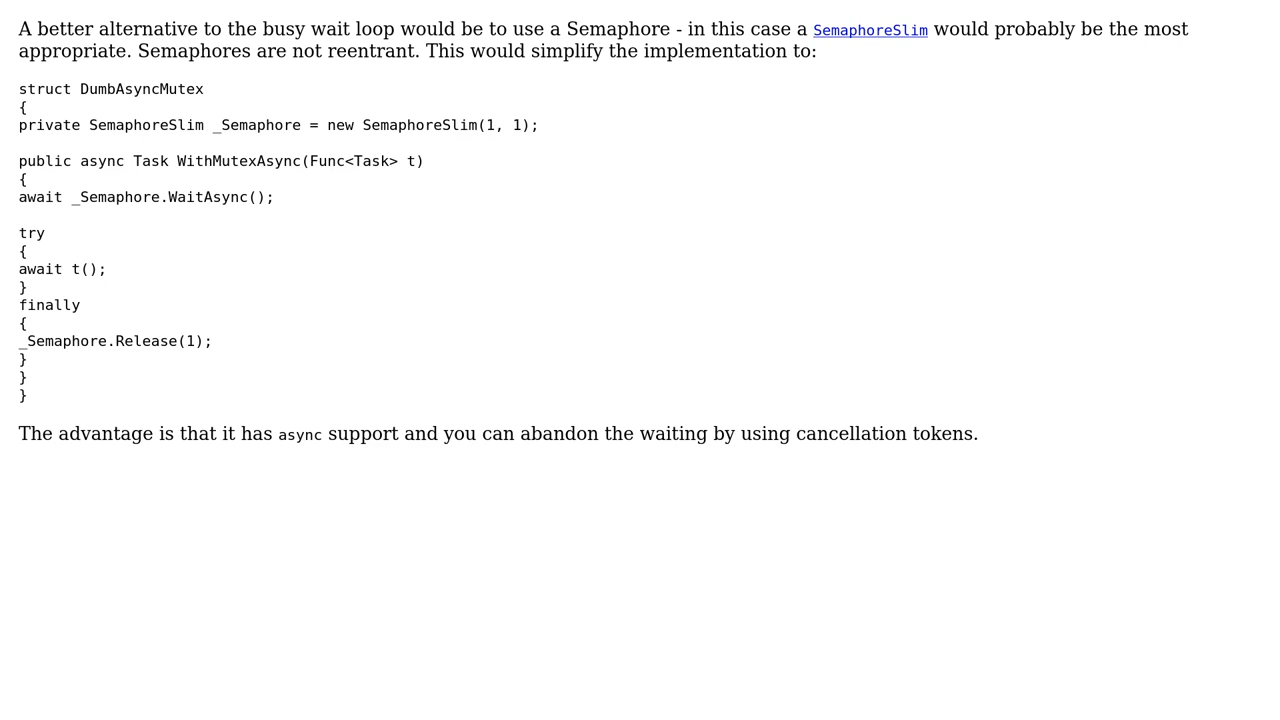 A better alternative to the busy wait loop would be to use a Semaphore - in this case a SemaphoreSlim would probably be the most
appropriate. Semaphores are not reentrant. This would simplify the implementation to:
struct DumbAsyncMutex
{
private SemaphoreSlim _Semaphore = new SemaphoreSlim(1, 1);
public async Task WithMutexAsync(Func<Task> t)
{
await _Semaphore.WaitAsync();
try
{
await t();
}
finally
{
_Semaphore.Release(1);
}
}
}
The advantage is that it has async support and you can abandon the waiting by using cancellation tokens.